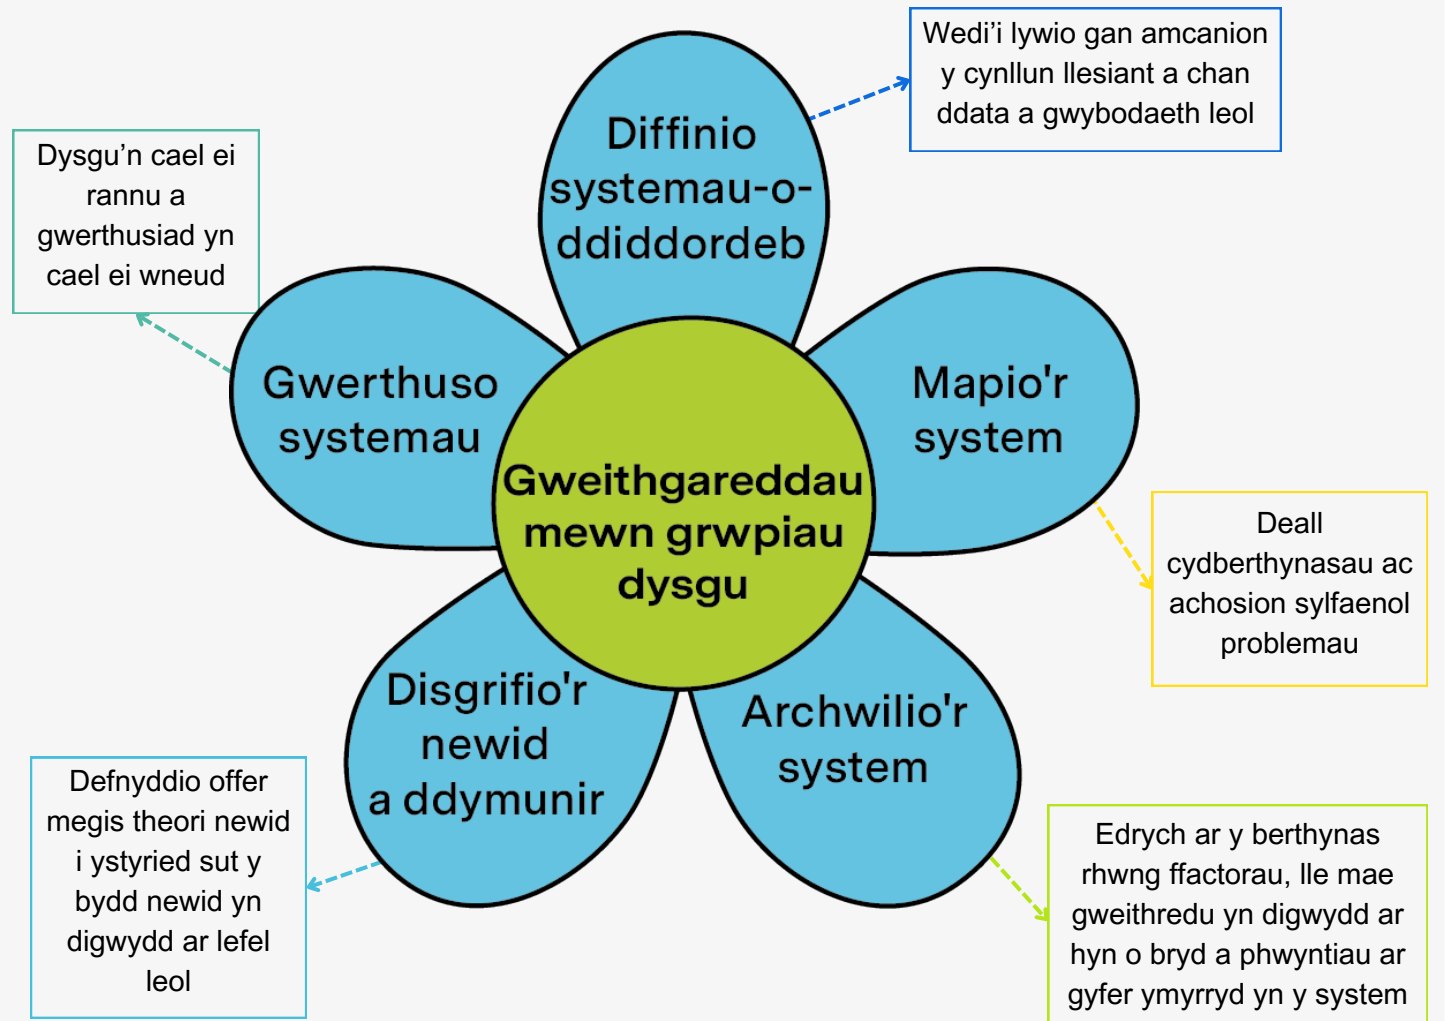 Wedi’i lywio gan amcanion
y cynllun llesiant a chan
ddata a gwybodaeth leol
Diffinio
systemau-o-
ddiddordeb
Dysgu’n cael ei
rannu a
gwerthusiad yn
cael ei wneud
Gwerthuso
systemau
Mapio'r
system
Gweithgareddau
mewn grwpiau
dysgu
Deall
cydberthynasau ac
achosion sylfaenol
problemau
Disgrifio'r
newid
a ddymunir
Archwilio'r
system
Defnyddio offer
megis theori newid
i ystyried sut y
bydd newid yn
digwydd ar lefel
leol
Edrych ar y berthynas
rhwng ffactorau, lle mae
gweithredu yn digwydd ar
hyn o bryd a phwyntiau ar
gyfer ymyrryd yn y system